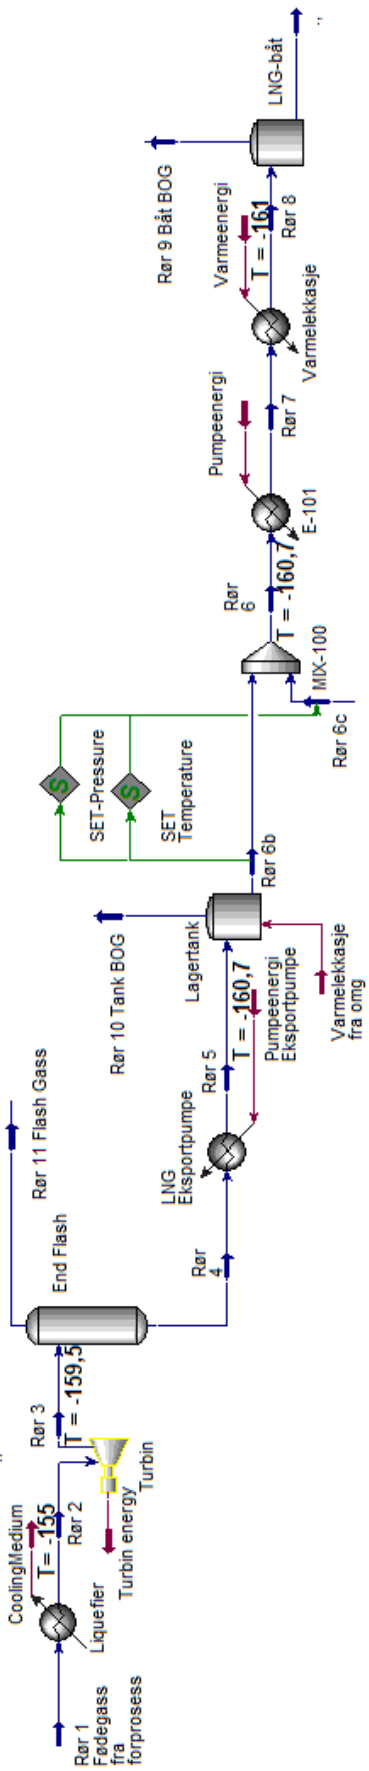 Rør 1
Fødegass
fra
forprosess
CoolingMedium
T= -155
Liquefier
Rør 2
Turbin energy
Turbin
Rør 3
T = -159,5
End Flash
Rør 11 Flash Gass
Rør
4
LNG
Eksportpumpe
Rør 5
T = -160,7
Pumpeenergi
Eksportpumpe
Rør 10 Tank BOG
Lagertank
Varmelekkasje
fra omg
Rør 6b
SET-Pressure
S
SET
Temperature
S
Rør 6c
MIX-100
Rør
6
T = -160,7
Pumpeenergi
E-101
Rør 7
Varmeenergi
T = -161
Varmelekkasje
Rør 8
Rør 9 Båt BOG
LNG-båt